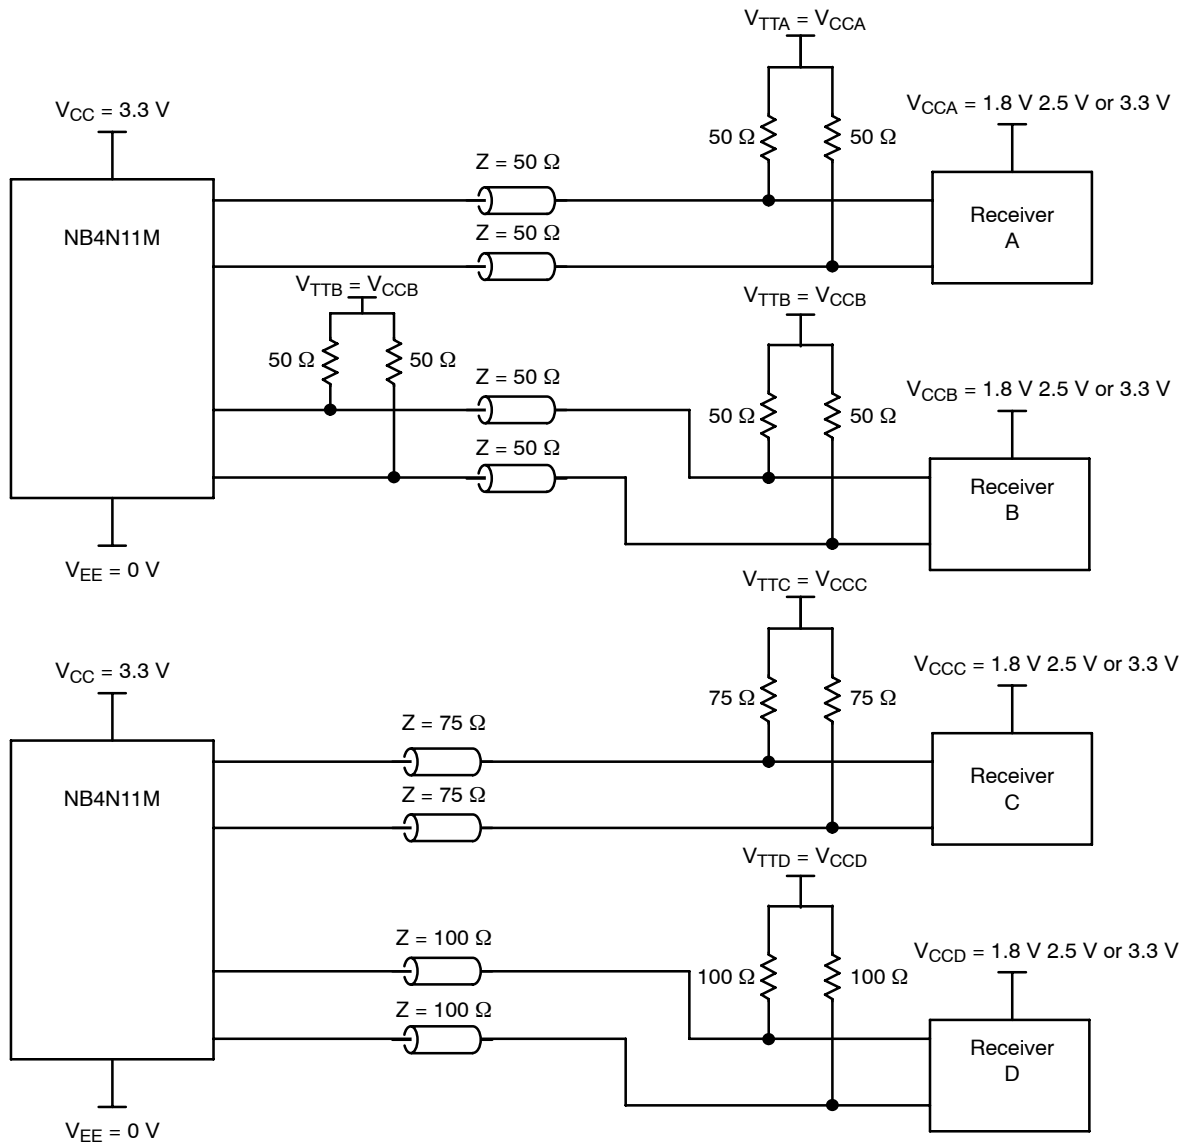 V_TTA = V_CCA
V_CC = 3.3 V
V_CCA = 1.8 V 2.5 V or 3.3 V
50 Ω
50 Ω
Z = 50 Ω
NB4N11M
Receiver
A
Z = 50 Ω
V_TTB = V_CCB
V_TTB = V_CCB
50 Ω
50 Ω
Z = 50 Ω
V_CCB = 1.8 V 2.5 V or 3.3 V
50 Ω
50 Ω
Z = 50 Ω
Receiver
B
V_EE = 0 V
V_TTC = V_CCC
V_CC = 3.3 V
V_CCC = 1.8 V 2.5 V or 3.3 V
75 Ω
75 Ω
Z = 75 Ω
NB4N11M
Receiver
C
Z = 75 Ω
V_TTD = V_CCD
Z = 100 Ω
V_CCD = 1.8 V 2.5 V or 3.3 V
100 Ω
100 Ω
Z = 100 Ω
Receiver
D
V_EE = 0 V